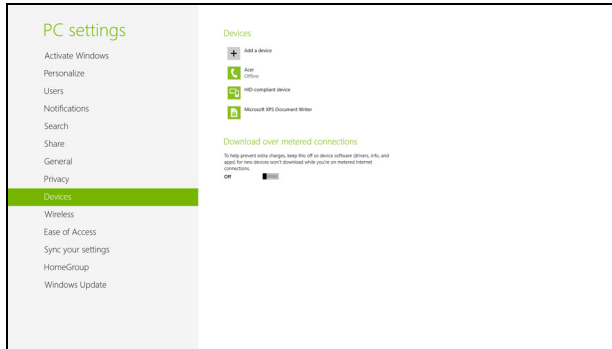 PC settings
Activate Windows
Personalize
Users
Notifications
Search
Share
General
Privacy
Devices
Wireless
Ease of Access
Sync your settings
HomeGroup
Windows Update
Devices
Add a device
Acer
Offline
HID-compliant device
Microsoft XPS Document Writer
Download over metered connections
To help prevent extra charges, keep this off so device software (drivers, info, and
apps) for new devices won't download while you're on metered Internet
connections.
Off